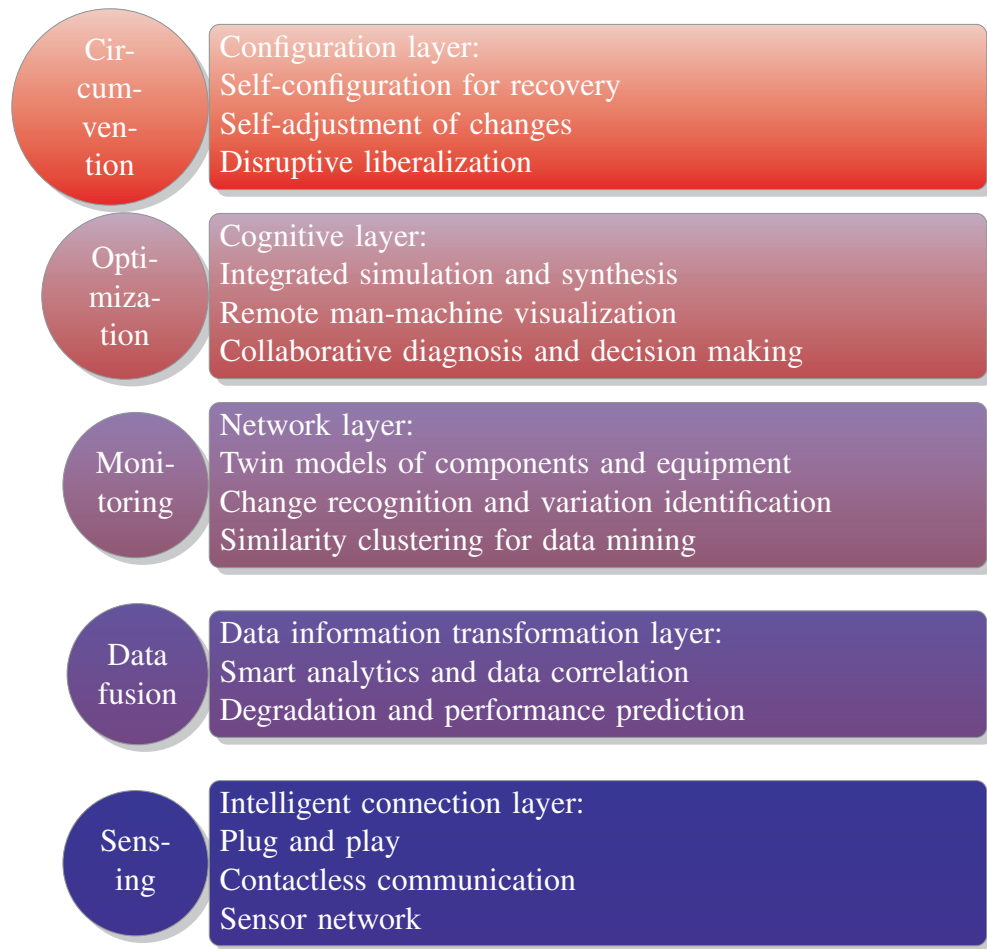 Cir-
cum-
ven-
tion
Configuration layer:
Self-configuration for recovery
Self-adjustment of changes
Disruptive liberalization
Opti-
miza-
tion
Cognitive layer:
Integrated simulation and synthesis
Remote man-machine visualization
Collaborative diagnosis and decision making
Moni-
toring
Network layer:
Twin models of components and equipment
Change recognition and variation identification
Similarity clustering for data mining
Data
fusion
Data information transformation layer:
Smart analytics and data correlation
Degradation and performance prediction
Sens-
ing
Intelligent connection layer:
Plug and play
Contactless communication
Sensor network